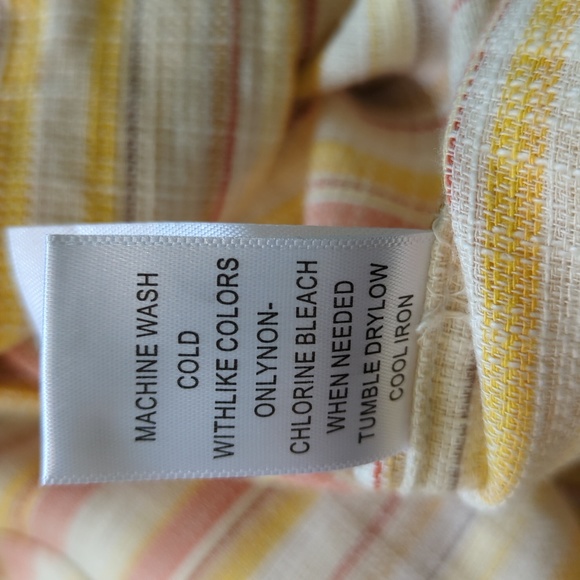 MACHINE WASH
COLD
WITHLIKE COLORS
ONLYNON-
CHLORINE BLEACH
WHEN NEEDED
TUMBLE DRYLOW
COOL IRON